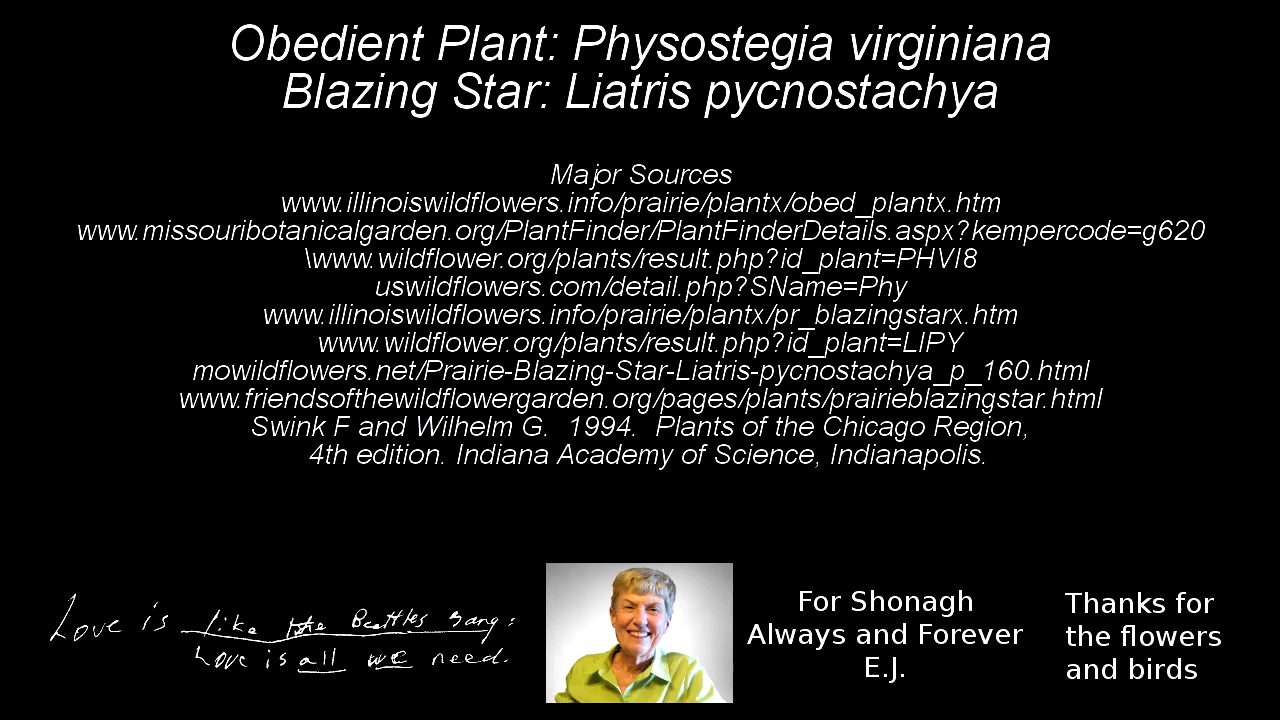 Obedient Plant: Physostegia virginiana
Blazing Star: Liatris pycnostachya
Major Sources
www.illinoiswildflowers.info/prairie/plantx/obed_plantx.htm
www.missouribotanicalgarden.org/PlantFinder/PlantFinderDetails.aspx?kempercode=g620
\www.wildflower.org/plants/result.php?id_plant=PHVI8
uswildflowers.com/detail.php?SName=Phy
www.illinoiswildflowers.info/prairie/plantx/pr_blazingstarx.htm
www.wildflower.org/plants/result.php?id_plant=LIPY
mowildflowers.net/Prairie-Blazing-Star-Liatris-pycnostachya_p_160.html
www.friendsofthewildflowergarden.org/pages/plants/prairieblazingstar.html
Swink F and Wilhelm G.  1994.  Plants of the Chicago Region,
4th edition. Indiana Academy of Science, Indianapolis.
Love is like the Beattles sang:
Love is all we need.
For Shonagh
Always and Forever
E.J.
Thanks for
the flowers
and birds